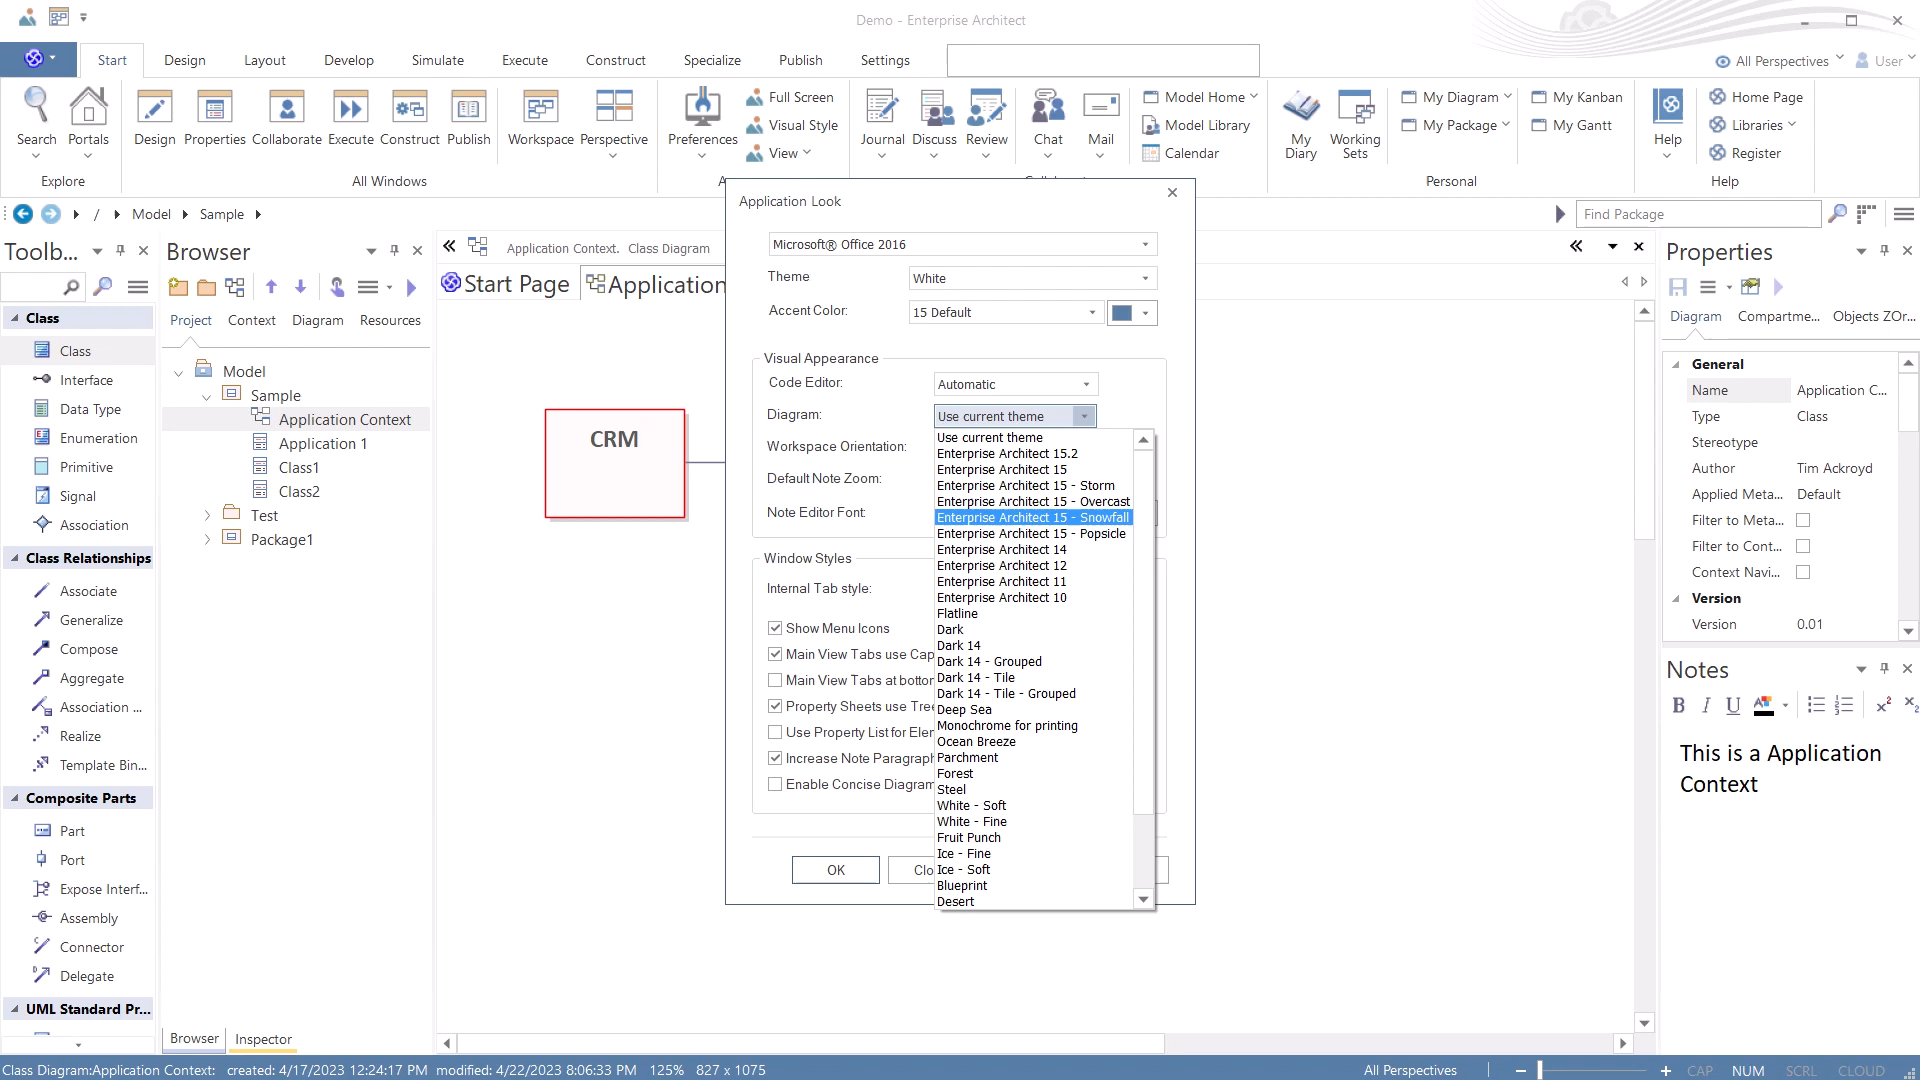 Demo - Enterprise Architect
Start
Design
Layout
Develop
Simulate
Execute
Construct
Specialize
Publish
Settings
All Perspectives
User
Search
Portals
Explore
Design
Properties
Collaborate
Execute
Construct
Publish
All Windows
Workspace
Perspective
Preferences
Full Screen
Visual Style
View
Journal
Discuss
Review
Chat
Mail
Model Home
Model Library
Calendar
My Diary
Working Sets
My Diagram
My Package
My Kanban
My Gantt
Personal
Help
Home Page
Libraries
Register
Help
/
Model
Sample
Find Package
Toolb...
Class
Class
Interface
Data Type
Enumeration
Primitive
Signal
Association
Class Relationships
Associate
Generalize
Compose
Aggregate
Association ...
Realize
Template Bin...
Composite Parts
Part
Port
Expose Interf...
Assembly
Connector
Delegate
UML Standard Pr...
Browser
Project
Context
Diagram
Resources
Model
Sample
Application Context
Application 1
Class1
Class2
Test
Package1
Browser
Inspector
Application Context. Class Diagram
Start Page
Application
CRM
Application Look
Microsoft® Office 2016
Theme
White
Accent Color:
15 Default
Visual Appearance
Code Editor:
Automatic
Diagram:
Use current theme
Workspace Orientation:
Default Note Zoom:
Note Editor Font:
Window Styles
Internal Tab style:
Show Menu Icons
Main View Tabs use Cap
Main View Tabs at bottor
Property Sheets use Tree
Use Property List for Eler
Increase Note Paragraph
Enable Concise Diagram
OK
Clo
Use current theme
Enterprise Architect 15.2
Enterprise Architect 15
Enterprise Architect 15 - Storm
Enterprise Architect 15 - Overcast
Enterprise Architect 15 - Snowfall
Enterprise Architect 15 - Popsicle
Enterprise Architect 14
Enterprise Architect 12
Enterprise Architect 11
Enterprise Architect 10
Flatline
Dark
Dark 14
Dark 14 - Grouped
Dark 14 - Tile
Dark 14 - Tile - Grouped
Deep Sea
Monochrome for printing
Ocean Breeze
Parchment
Forest
Steel
White - Soft
White - Fine
Fruit Punch
Ice - Fine
Ice - Soft
Blueprint
Desert
Properties
Diagram
Compartme...
Objects ZOr...
General
Name Application C...
Type Class
Stereotype
Author Tim Ackroyd
Applied Meta... Default
Filter to Meta...
Filter to Cont...
Context Navi...
Version
Version 0.01
Notes
This is a Application
Context
Class Diagram:Application Context: created: 4/17/2023 12:24:17 PM modified: 4/22/2023 8:06:33 PM 125% 827 x 1075
All Perspectives
CAP
NUM
SCRL
CLOUD